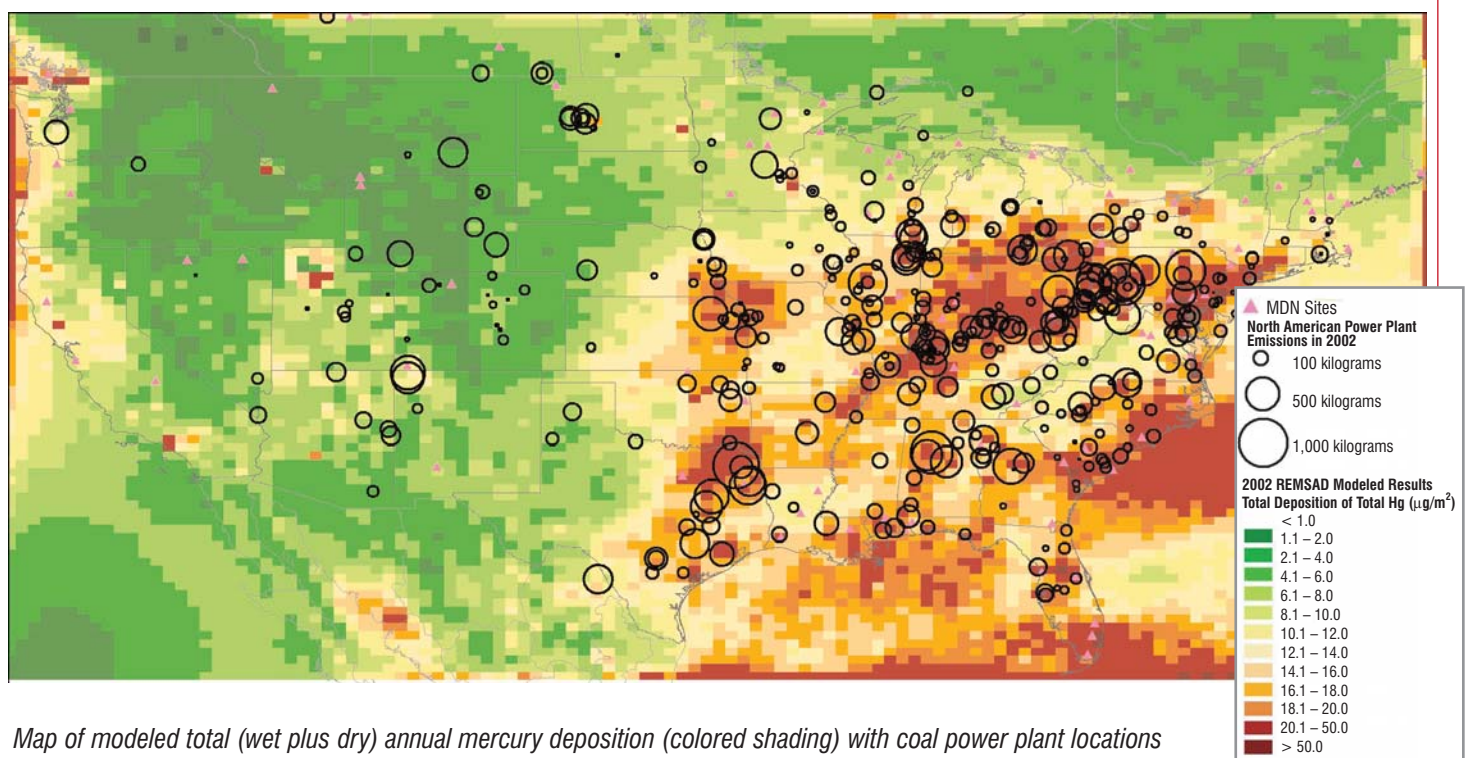 MDN Sites
North American Power Plant
Emissions in 2002
100 kilograms
500 kilograms
1,000 kilograms
2002 REMSAD Modeled Results
Total Deposition of Total Hg (μg/m²)
< 1.0
1.1 – 2.0
2.1 – 4.0
4.1 – 6.0
6.1 – 8.0
8.1 – 10.0
10.1 – 12.0
12.1 – 14.0
14.1 – 16.0
16.1 – 18.0
18.1 – 20.0
20.1 – 50.0
> 50.0
Map of modeled total (wet plus dry) annual mercury deposition (colored shading) with coal power plant locations